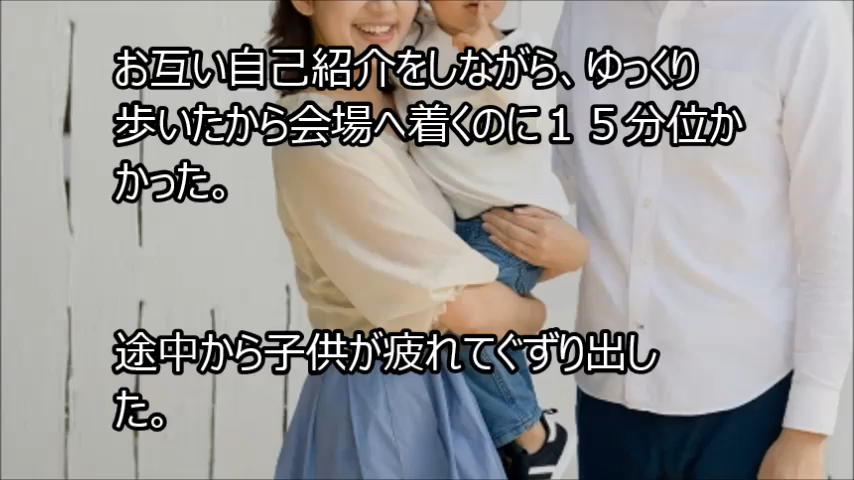 お互い自己紹介をしながら、ゆっくり
歩いたから会場へ着くのに１５分位か
かった。
途中から子供が疲れてぐずり出し
た。